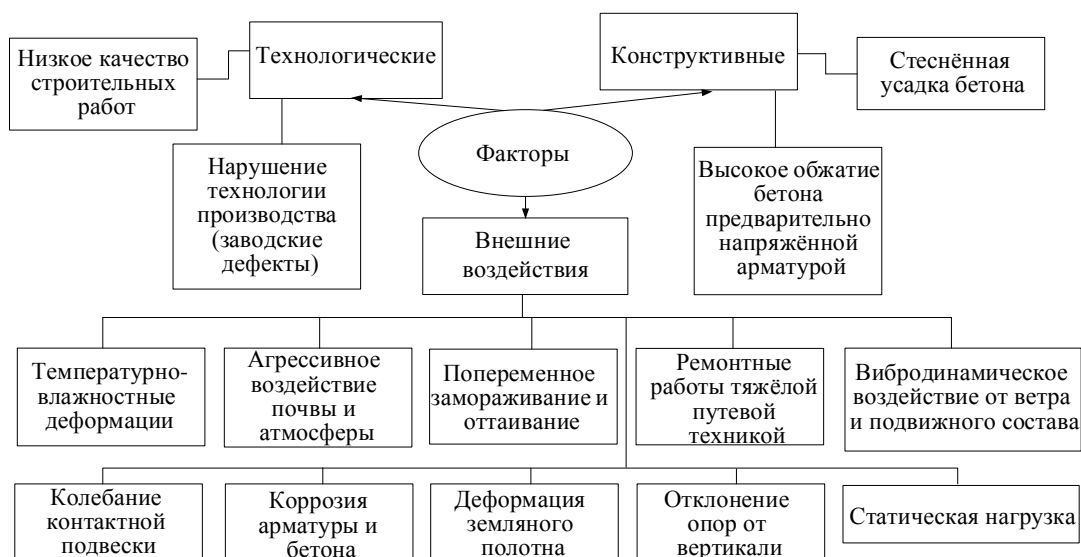 Низкое качество
строительных
работ
Технологические
Конструктивные
Стеснённая
усадка бетона
Факторы
Нарушение
технологии
производства
(заводские
дефекты)
Высокое обжатие
бетона
предварительно
напряжённой
арматурой
Внешние
воздействия
Температурно-
влажностные
деформации
Агрессивное
воздействие
почвы и
атмосферы
Попеременное
замораживание и
оттаивание
Ремонтные
работы тяжёлой
путевой
техникой
Вибродинамическое
воздействие от ветра
и подвижного состава
Колебание
контактной
подвески
Коррозия
арматуры и
бетона
Деформация
земляного
полотна
Отклонение
опор от
вертикали
Статическая нагрузка